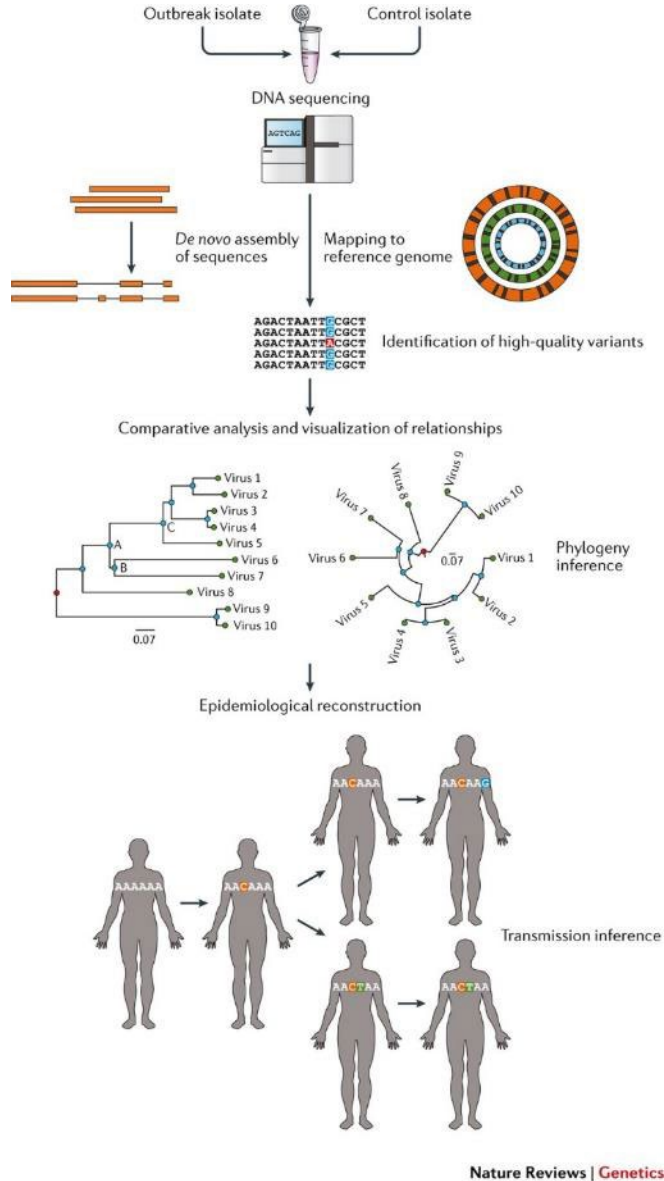 Outbreak isolate
Control isolate
DNA sequencing
AGTCAG
De novo assembly
of sequences
Mapping to
reference genome
AGACTAATTGCGCT
AGACTAATTGCGCT
AGACTAATTACGCT
AGACTAATTGCGCT
AGACTAATTGCGCT
Identification of high-quality variants
Comparative analysis and visualization of relationships
Virus 1
Virus 2
Virus 3
Virus 4
C
Virus 5
A
Virus 6
B
Virus 7
Virus 8
Virus 9
Virus 10
0.07
Virus 9
Virus 8
Virus 10
Virus 7
Virus 6
0.07
Virus 1
Virus 5
Virus 2
Virus 4
Virus 3
Phylogeny
inference
Epidemiological reconstruction
AACAAA
AACAAG
AAAAAA
AACAAA
Transmission inference
AACTAA
AACTAA
Nature Reviews | Genetics